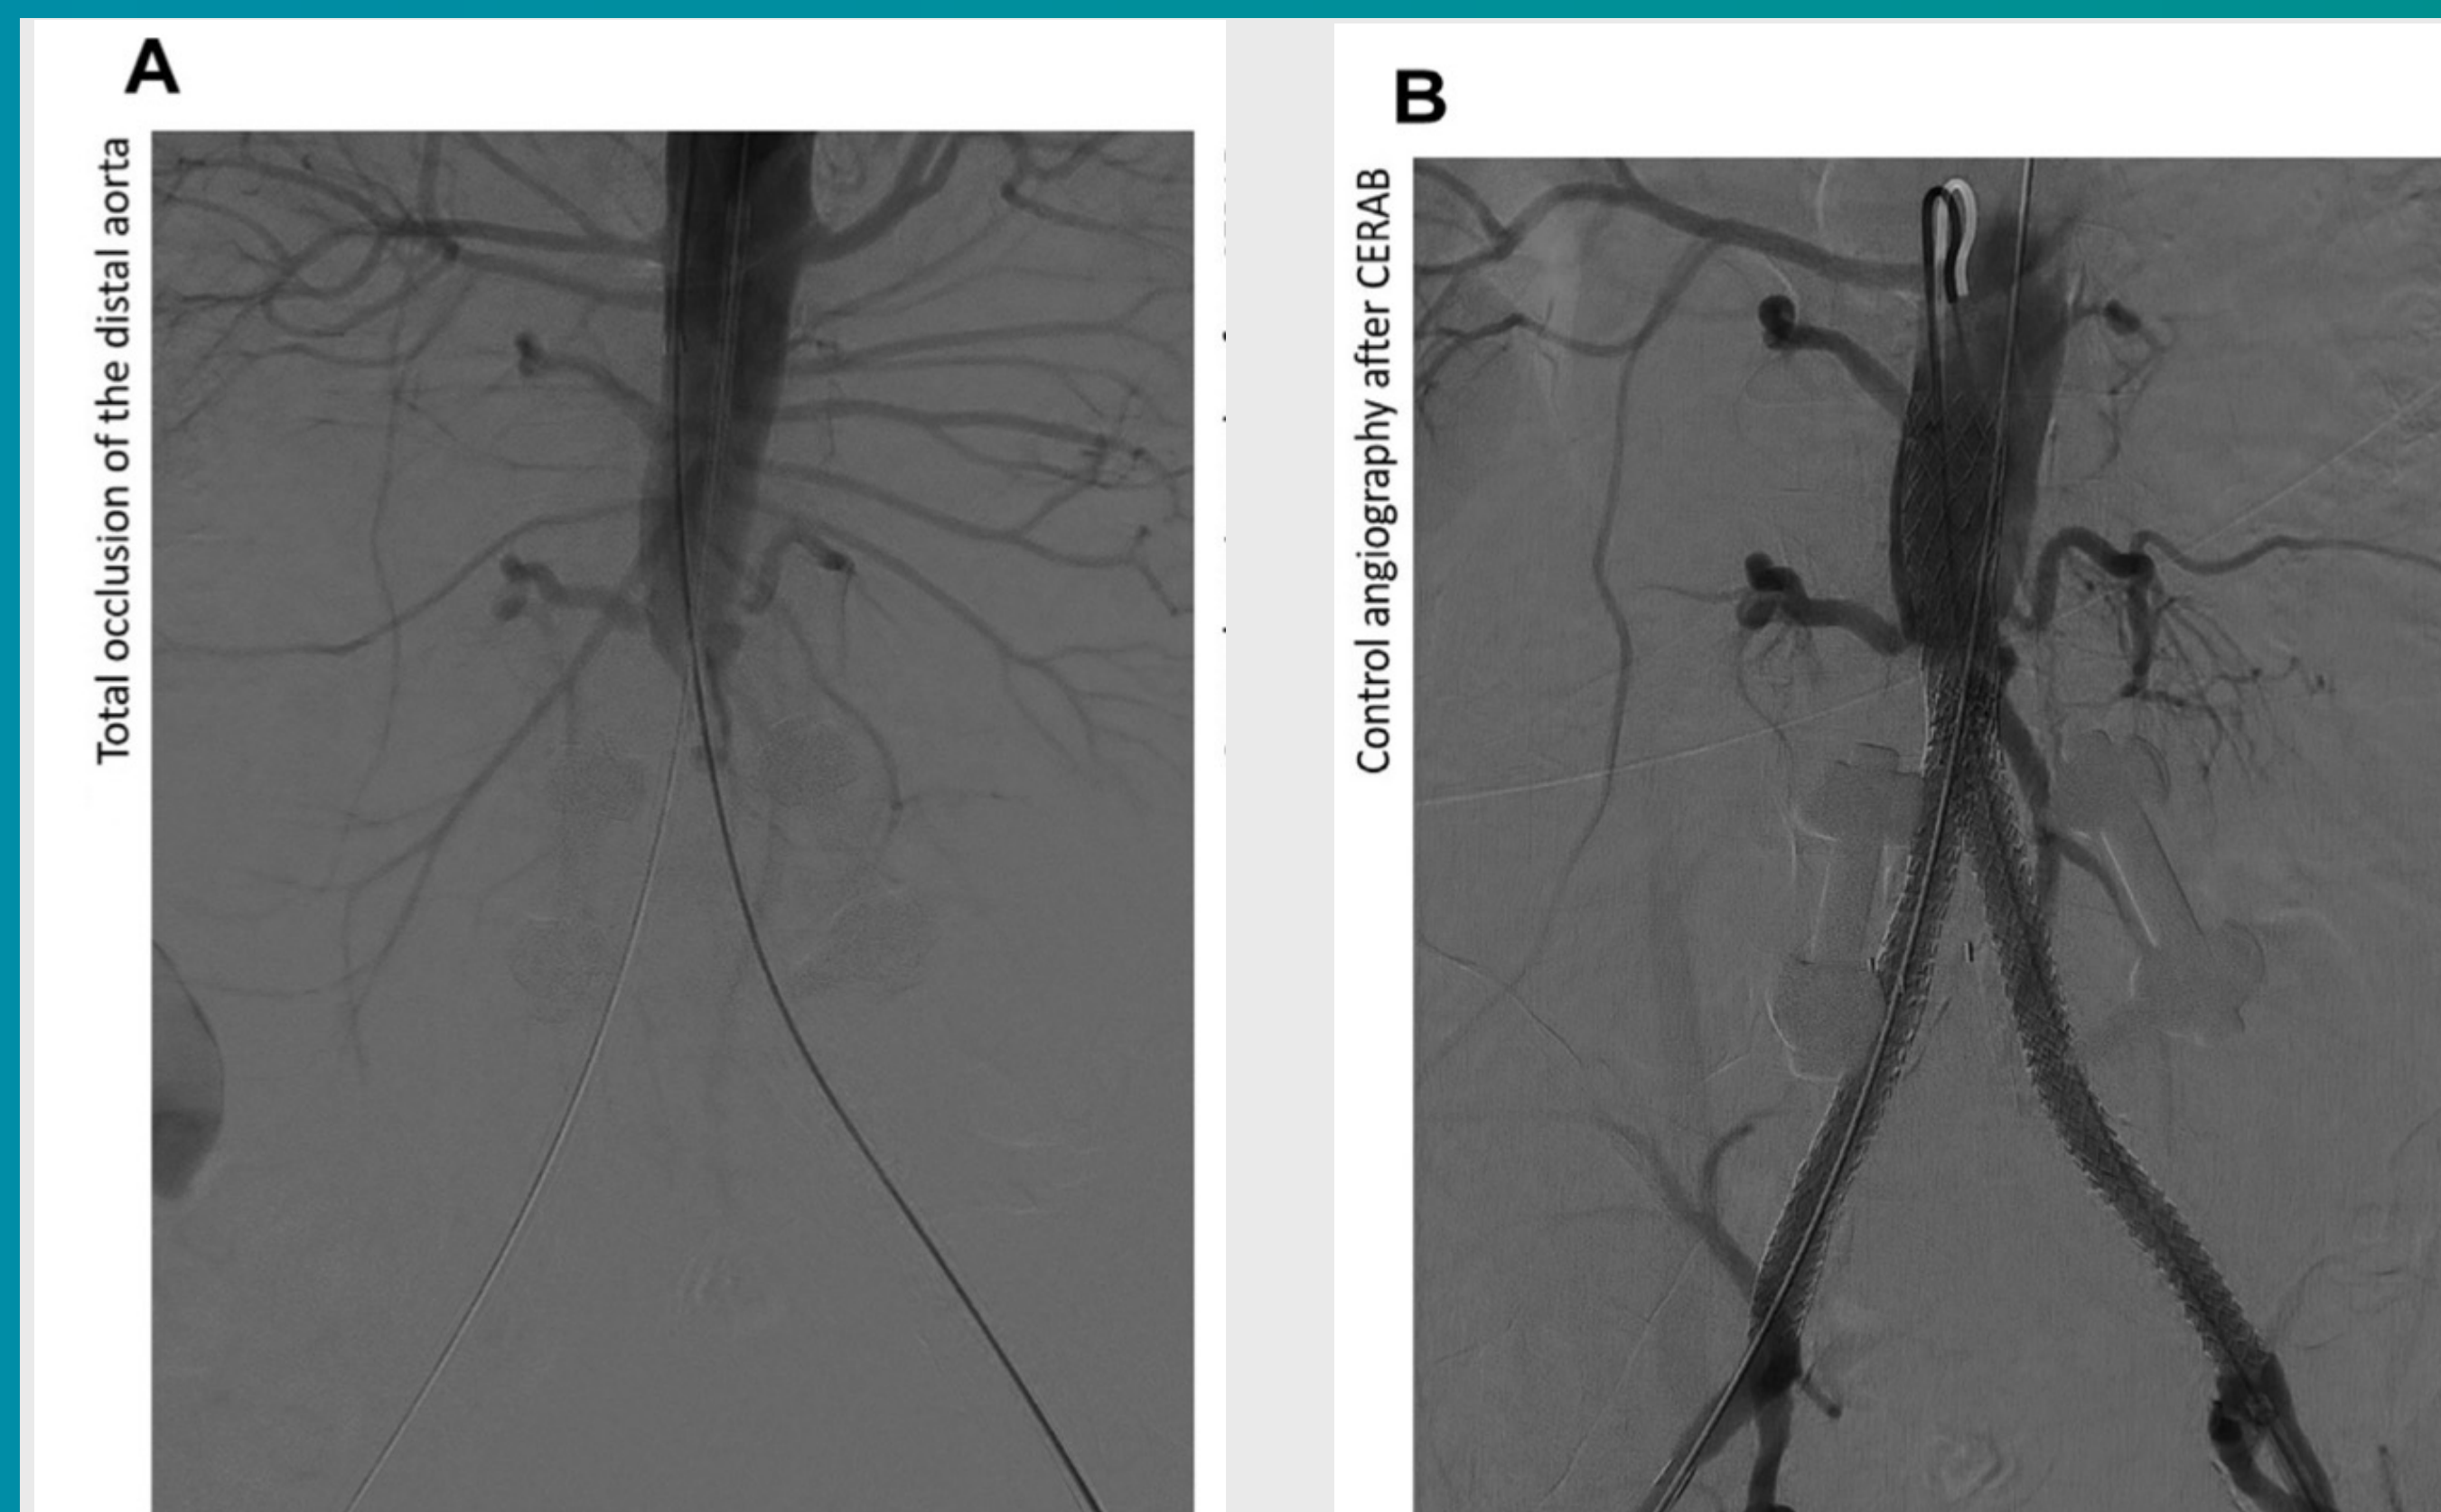 A
Total occlusion of the distal aorta
B
Control angiography after CERAB